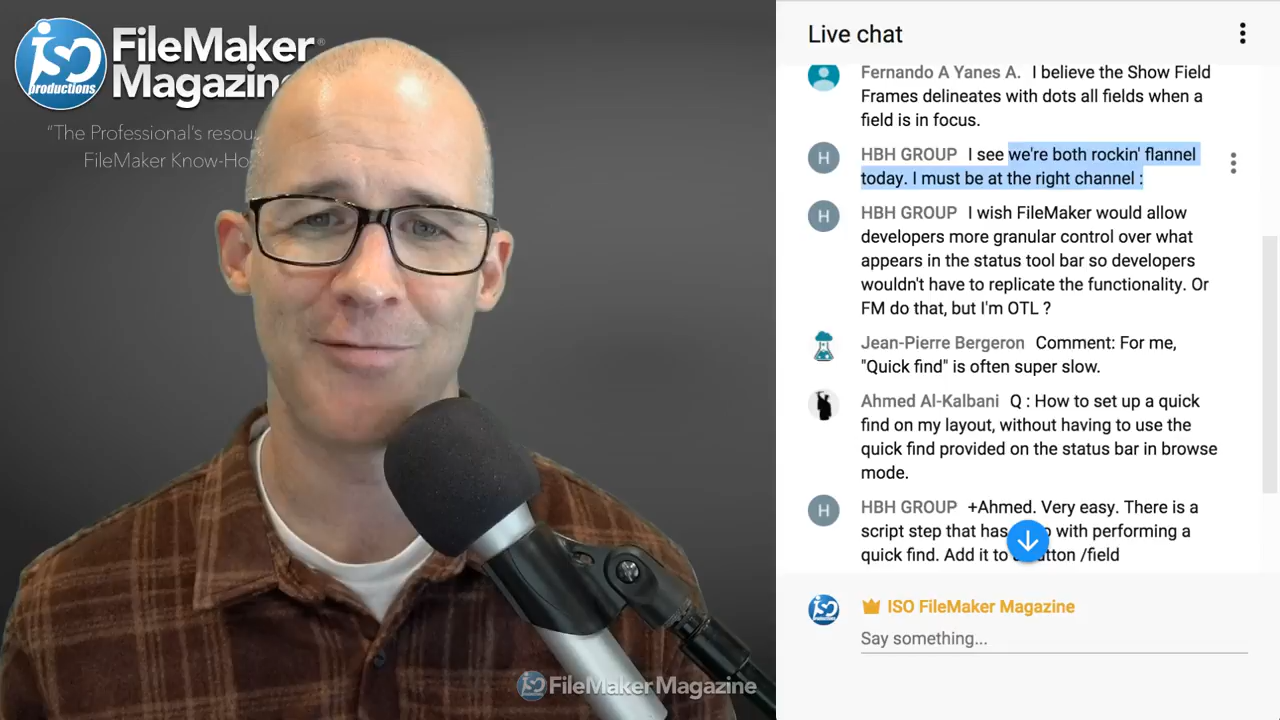 iso
productions
FileMaker
Magazine
"The Professional's resou
FileMaker Know-Ho
Live chat
Fernando A Yanes A. I believe the Show Field
Frames delineates with dots all fields when a
field is in focus.
H
HBH GROUP I see we're both rockin' flannel
today. I must be at the right channel :
H
HBH GROUP I wish FileMaker would allow
developers more granular control over what
appears in the status tool bar so developers
wouldn't have to replicate the functionality. Or
FM do that, but I'm OTL ?
Jean-Pierre Bergeron Comment: For me,
"Quick find" is often super slow.
Ahmed Al-Kalbani Q : How to set up a quick
find on my layout, without having to use the
quick find provided on the status bar in browse
mode.
H
HBH GROUP +Ahmed. Very easy. There is a
script step that has with performing a
quick find. Add it to /field
ISO FileMaker Magazine
Say something...
iso FileMaker Magazine